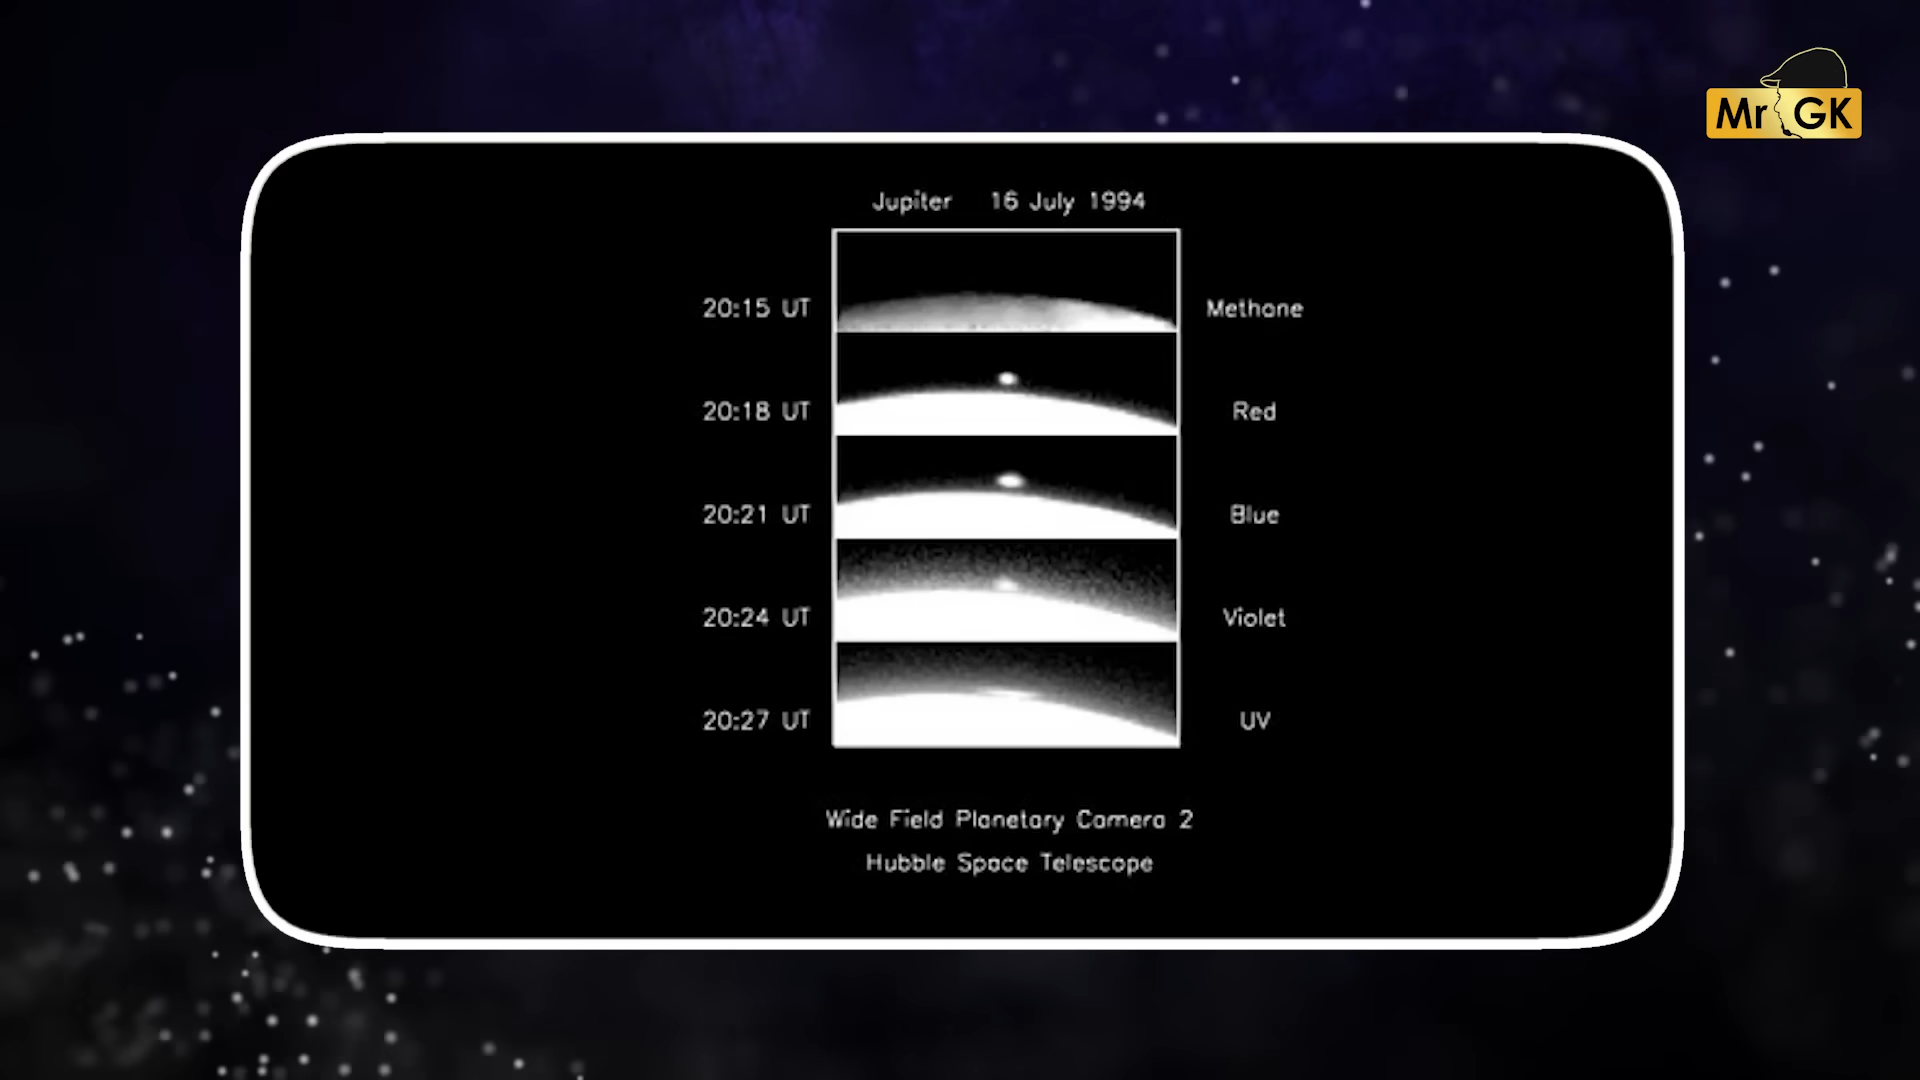 Mr GK
Jupiter 16 July 1994
20:15 UT Methane
20:18 UT Red
20:21 UT Blue
20:24 UT Violet
20:27 UT UV
Wide Field Planetary Camera 2
Hubble Space Telescope